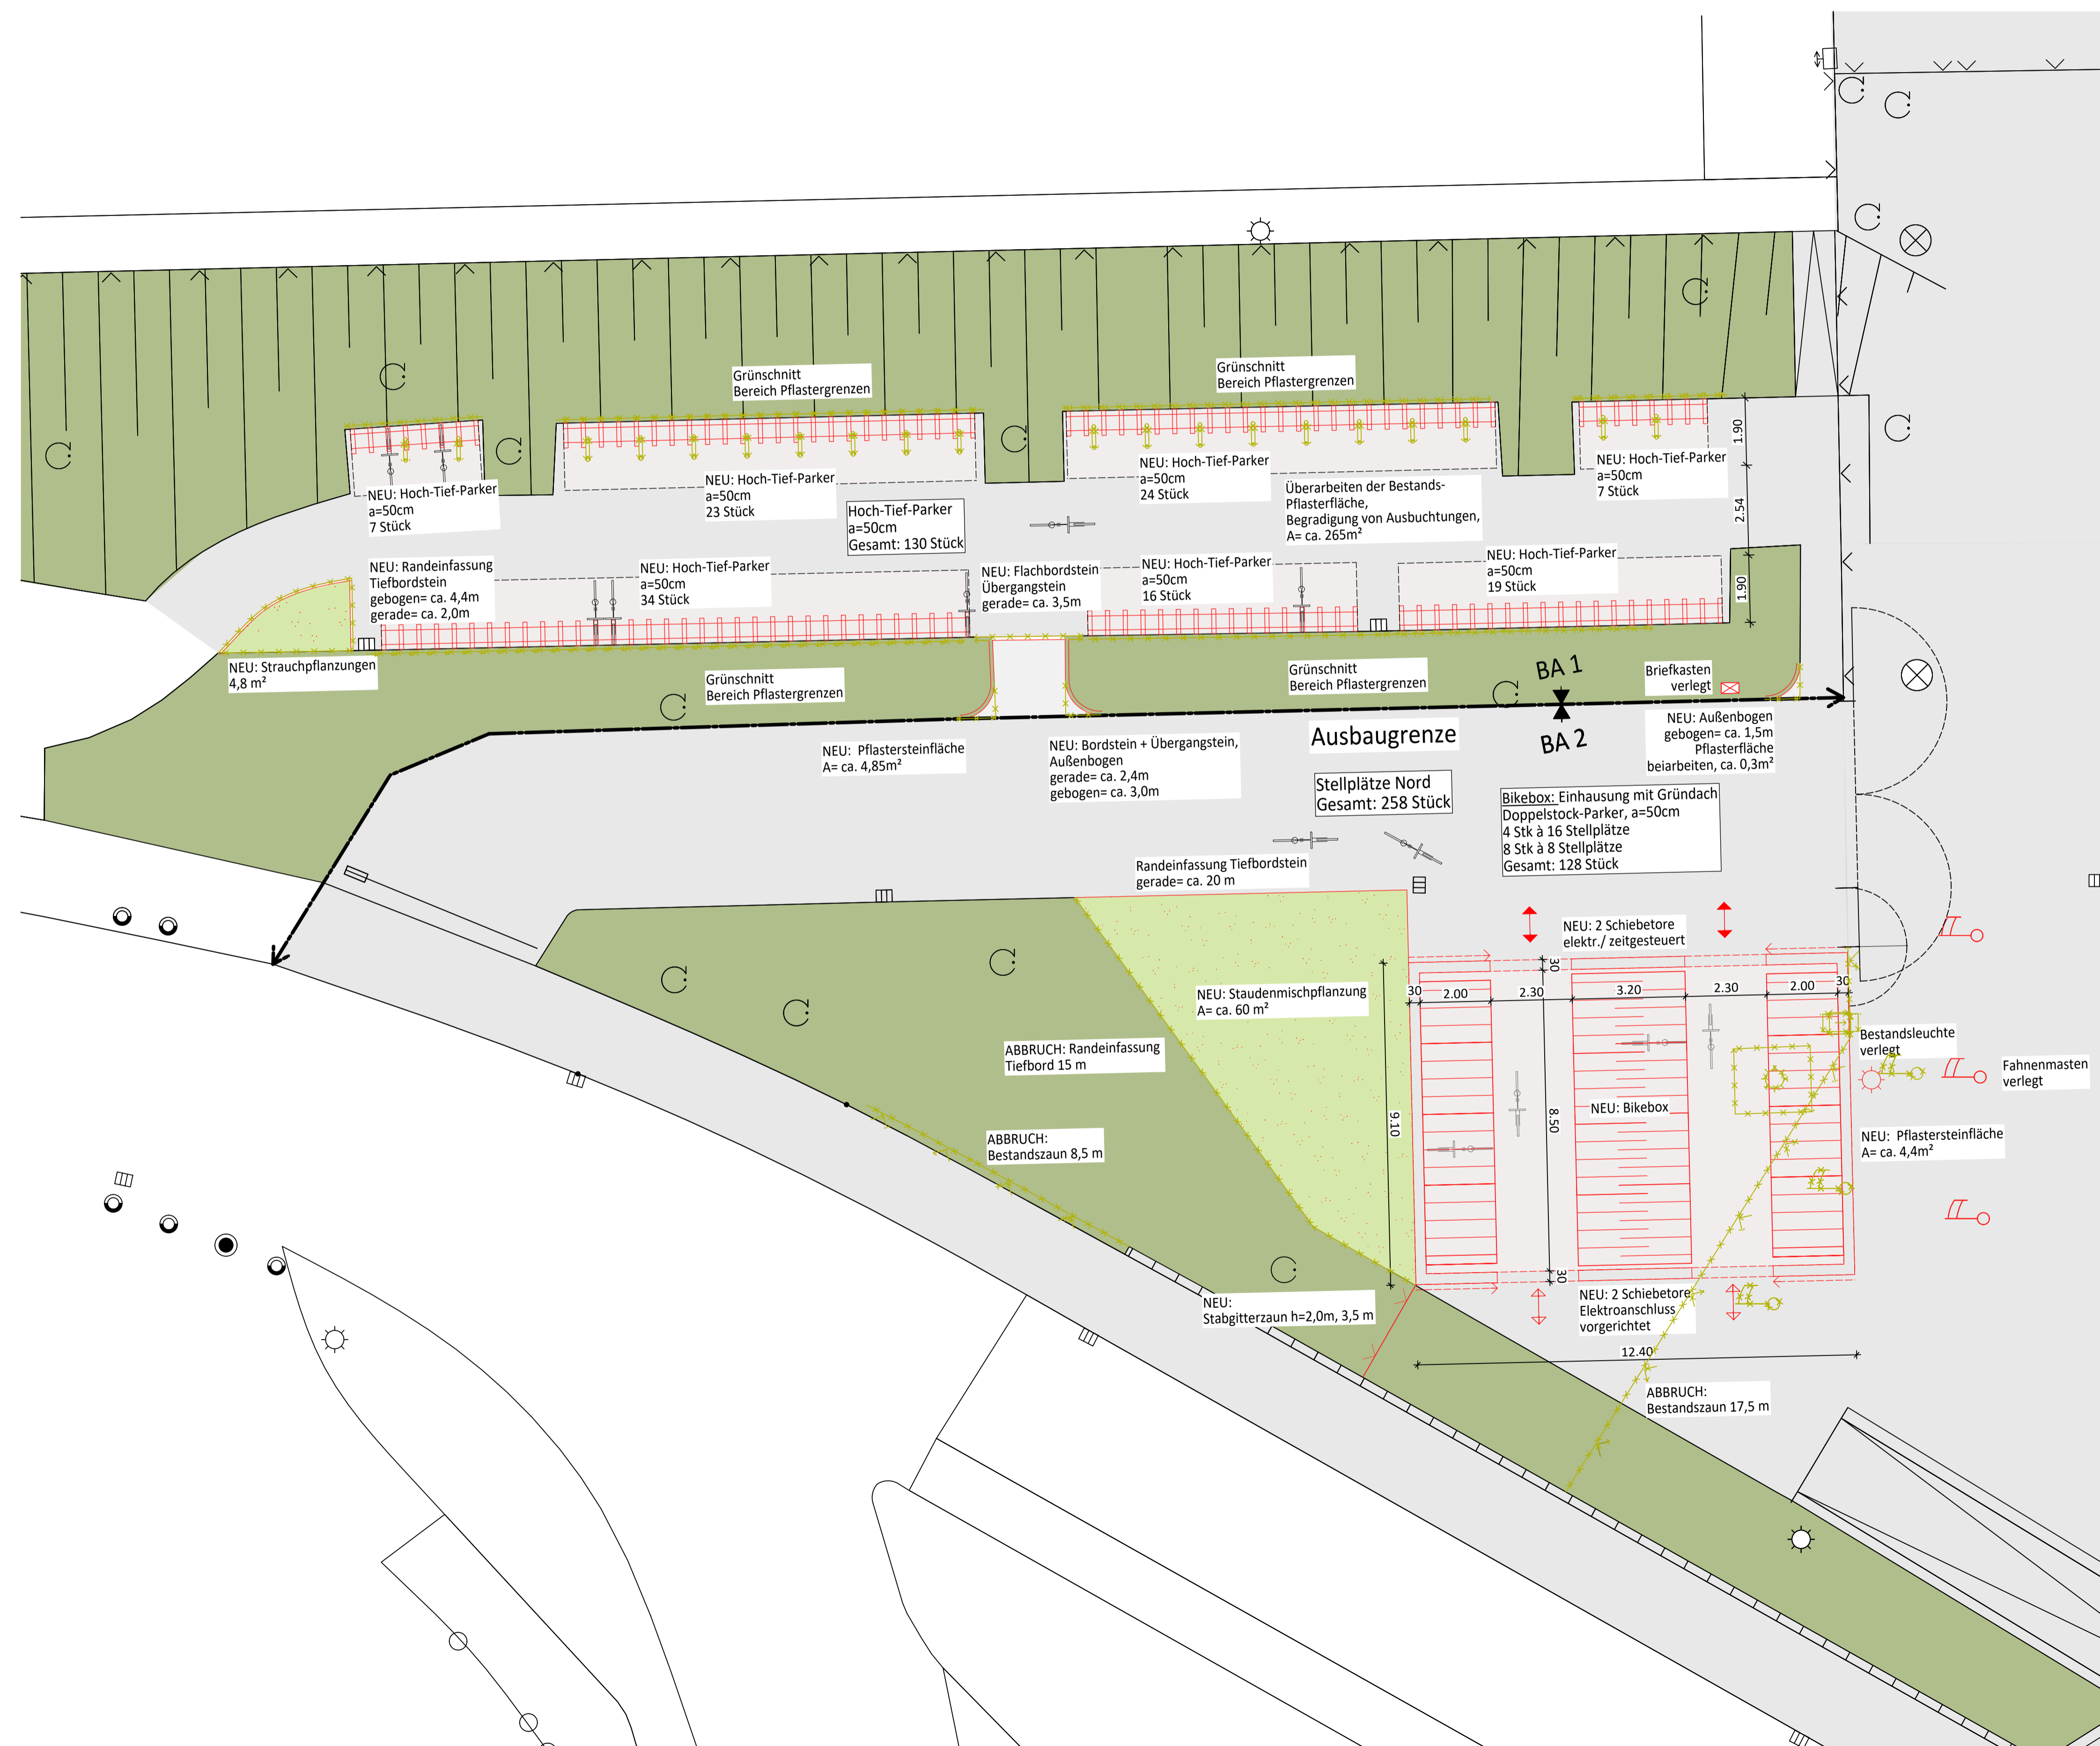 Grünschnitt
Bereich Pflastergrenzen
Grünschnitt
Bereich Pflastergrenzen
1.90
2.54
1.90
NEU: Hoch-Tief-Parker
a=50cm
7 Stück
NEU: Hoch-Tief-Parker
a=50cm
23 Stück
Hoch-Tief-Parker
a=50cm
Gesamt: 130 Stück
NEU: Hoch-Tief-Parker
a=50cm
24 Stück
Überarbeiten der Bestands-
Pflasterfläche,
Begradigung von Ausbuchtungen,
A= ca. 265m²
NEU: Hoch-Tief-Parker
a=50cm
7 Stück
NEU: Randeinfassung
Tiefbordstein
gebogen= ca. 4,4m
gerade= ca. 2,0m
NEU: Hoch-Tief-Parker
a=50cm
34 Stück
NEU: Flachbordstein
Übergangstein
gerade= ca. 3,5m
NEU: Hoch-Tief-Parker
a=50cm
16 Stück
NEU: Hoch-Tief-Parker
a=50cm
19 Stück
NEU: Strauchpflanzungen
4,8 m²
Grünschnitt
Bereich Pflastergrenzen
Grünschnitt
Bereich Pflastergrenzen
BA 1
BA 2
Briefkasten
verlegt
NEU: Pflastersteinfläche
A= ca. 4,85m²
NEU: Bordstein + Übergangstein,
Außenbogen
gerade= ca. 2,4m
gebogen= ca. 3,0m
Ausbaugrenze
NEU: Außenbogen
gebogen= ca. 1,5m
Pflasterfläche
beiarbeiten, ca. 0,3m²
Stellplätze Nord
Gesamt: 258 Stück
Bikebox: Einhausung mit Gründach
Doppelstock-Parker, a=50cm
4 Stk à 16 Stellplätze
8 Stk à 8 Stellplätze
Gesamt: 128 Stück
Randeinfassung Tiefbordstein
gerade= ca. 20 m
NEU: 2 Schiebetore
elektr./ zeitgesteuert
30
30
2.00
2.30
3.20
2.30
2.00
30
NEU: Staudenmischpflanzung
A= ca. 60 m²
ABBRUCH: Randeinfassung
Tiefbord 15 m
Bestandsleuchte
verlegt
Fahnenmasten
verlegt
9.10
8.50
NEU: Bikebox
ABBRUCH:
Bestandszaun 8,5 m
NEU: Pflastersteinfläche
A= ca. 4,4m²
30
NEU:
Stabgitterzaun h=2,0m, 3,5 m
NEU: 2 Schiebetore
Elektroanschluss
vorgerichtet
12.40
ABBRUCH:
Bestandszaun 17,5 m